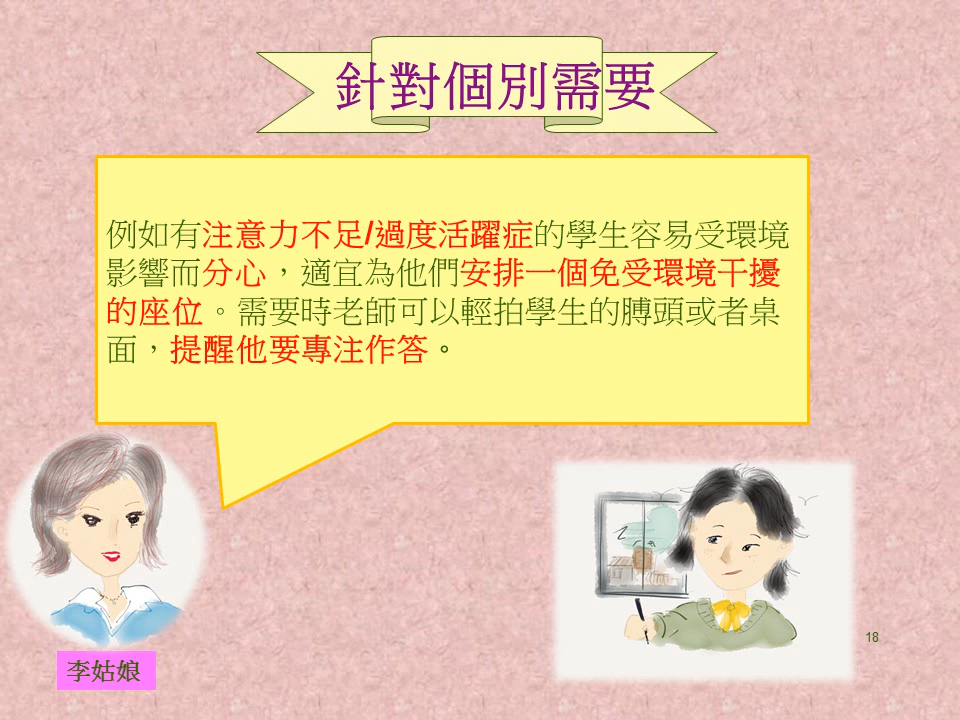 針對個別需要
例如有注意力不足/過度活躍症的學生容易受環境
影響而分心，適宜為他們安排一個免受環境干擾
的座位。需要時老師可以輕拍學生的膊頭或者桌
面，提醒他要專注作答。
李姑娘
18